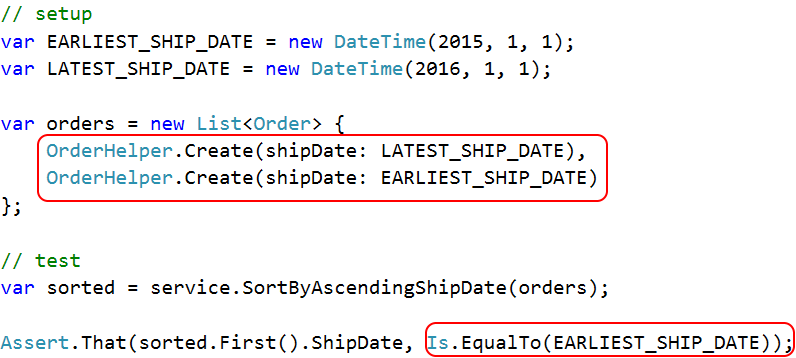 // setup
var EARLIEST_SHIP_DATE = new DateTime(2015, 1, 1);
var LATEST_SHIP_DATE = new DateTime(2016, 1, 1);
var orders = new List<Order> {
OrderHelper.Create(shipDate: LATEST_SHIP_DATE),
OrderHelper.Create(shipDate: EARLIEST_SHIP_DATE)
};
// test
var sorted = service.SortByAscendingShipDate(orders);
Assert.That(sorted.First().ShipDate, Is.EqualTo(EARLIEST_SHIP_DATE));